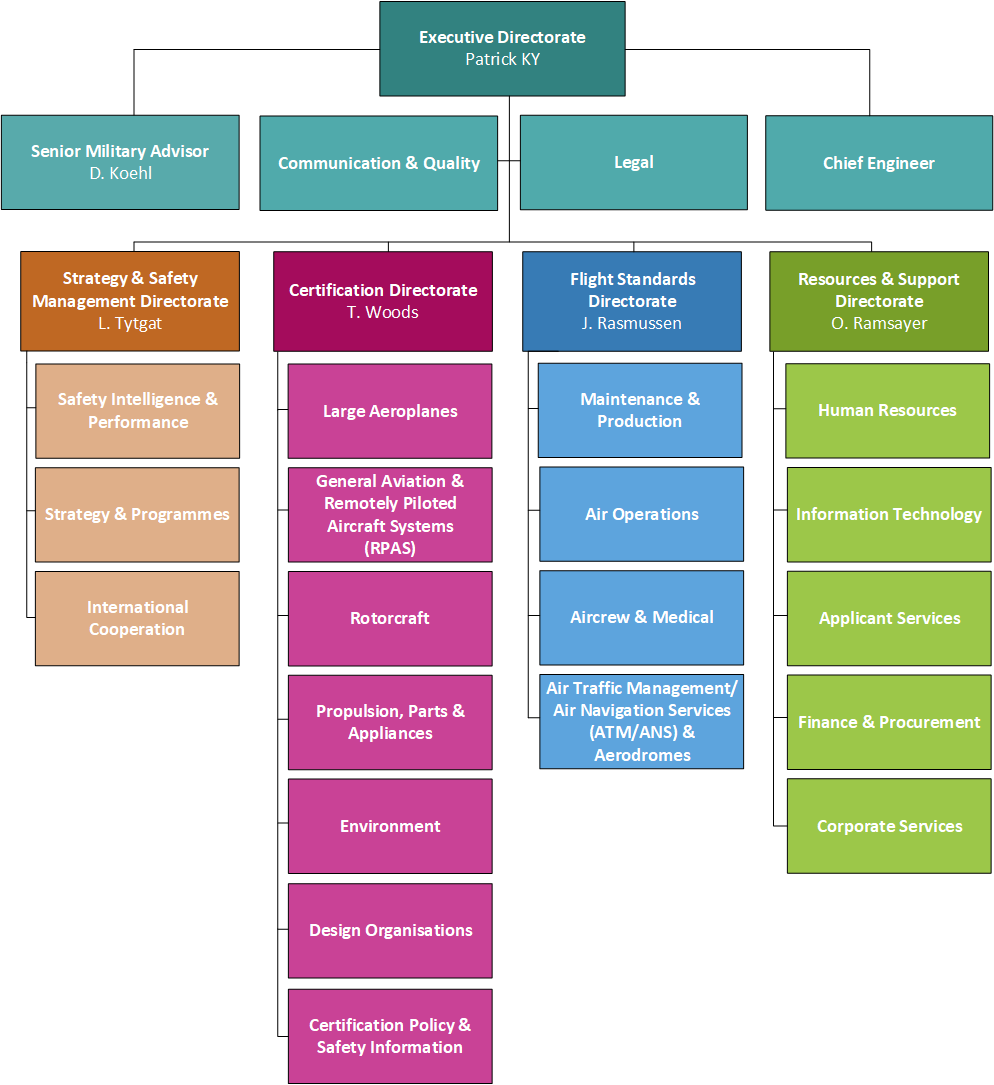 Executive Directorate
Patrick KY
Senior Military Advisor
D. Koehl
Communication & Quality
Legal
Chief Engineer
Strategy & Safety
Management Directorate
L. Tytgat
Certification Directorate
T. Woods
Flight Standards
Directorate
J. Rasmussen
Resources & Support
Directorate
O. Ramsayer
Safety Intelligence &
Performance
Strategy & Programmes
International
Cooperation
Large Aeroplanes
General Aviation &
Remotely Piloted
Aircraft Systems
(RPAS)
Rotorcraft
Propulsion, Parts &
Appliances
Environment
Design Organisations
Certification Policy &
Safety Information
Maintenance &
Production
Air Operations
Aircrew & Medical
Air Traffic Management/
Air Navigation Services
(ATM/ANS) &
Aerodromes
Human Resources
Information Technology
Applicant Services
Finance & Procurement
Corporate Services